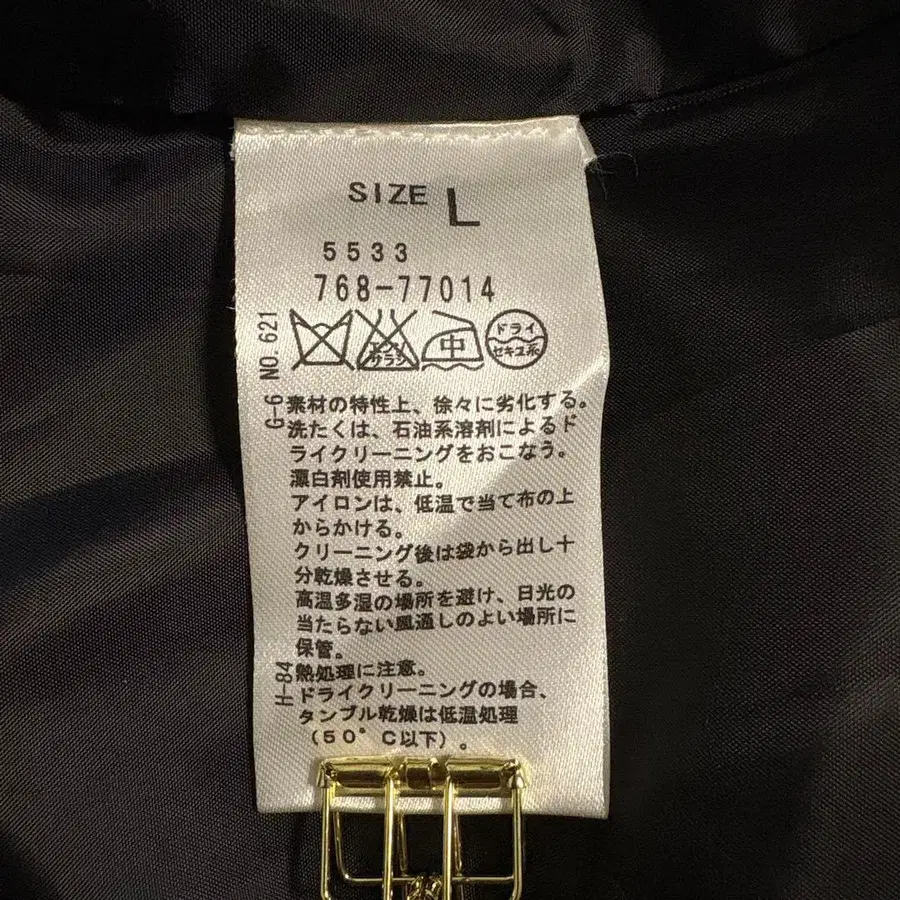 SIZE L
5533
768-77014
NO. 621
エンソ
サラシ
中
ドライ
セキユ系
G-6
素材の特性上、徐々に劣化する。
洗たくは、石油系溶剤によるド
ライクリーニングをおこなう。
漂白剤使用禁止。
アイロンは、低温で当て布の上
からかける。
クリーニング後は袋から出し十
分乾燥させる。
高温多湿の場所を避け、日光の
当たらない風通しのよい場所に
保管。
H-84
熱処理に注意。
ドライクリーニングの場合、
タンブル乾燥は低温処理
(50°C以下)。